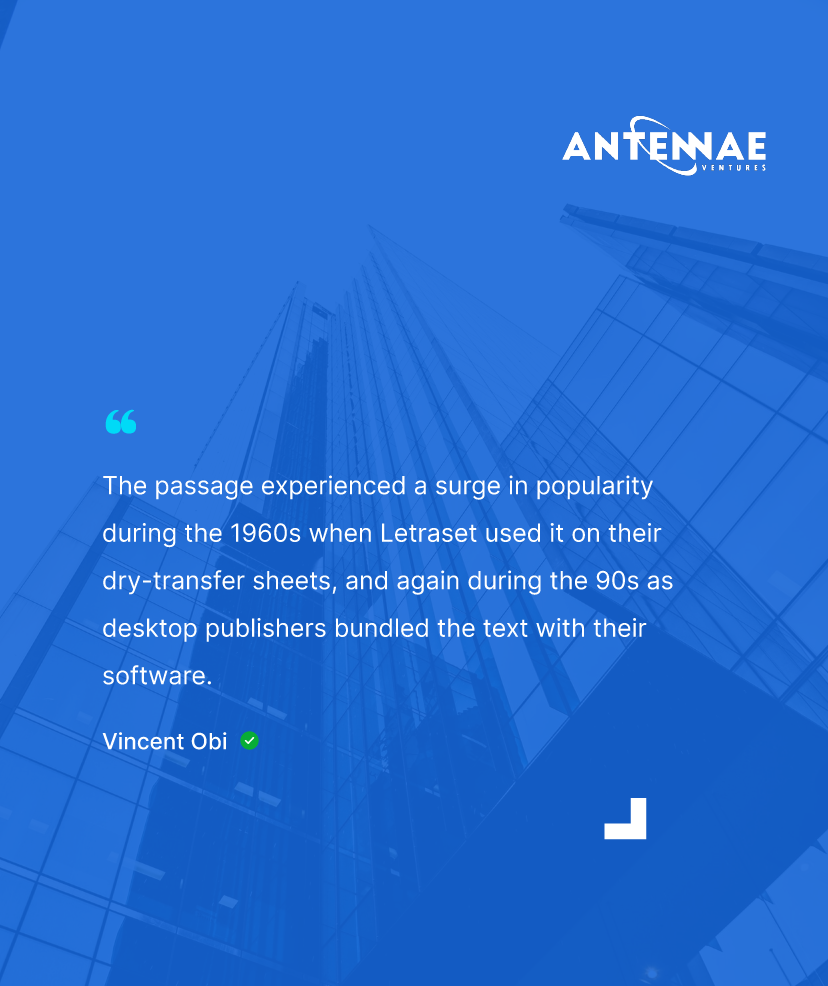 ANTENNAE
VENTURES
“
The passage experienced a surge in popularity
during the 1960s when Letraset used it on their
dry-transfer sheets, and again during the 90s as
desktop publishers bundled the text with their
software.
Vincent Obi